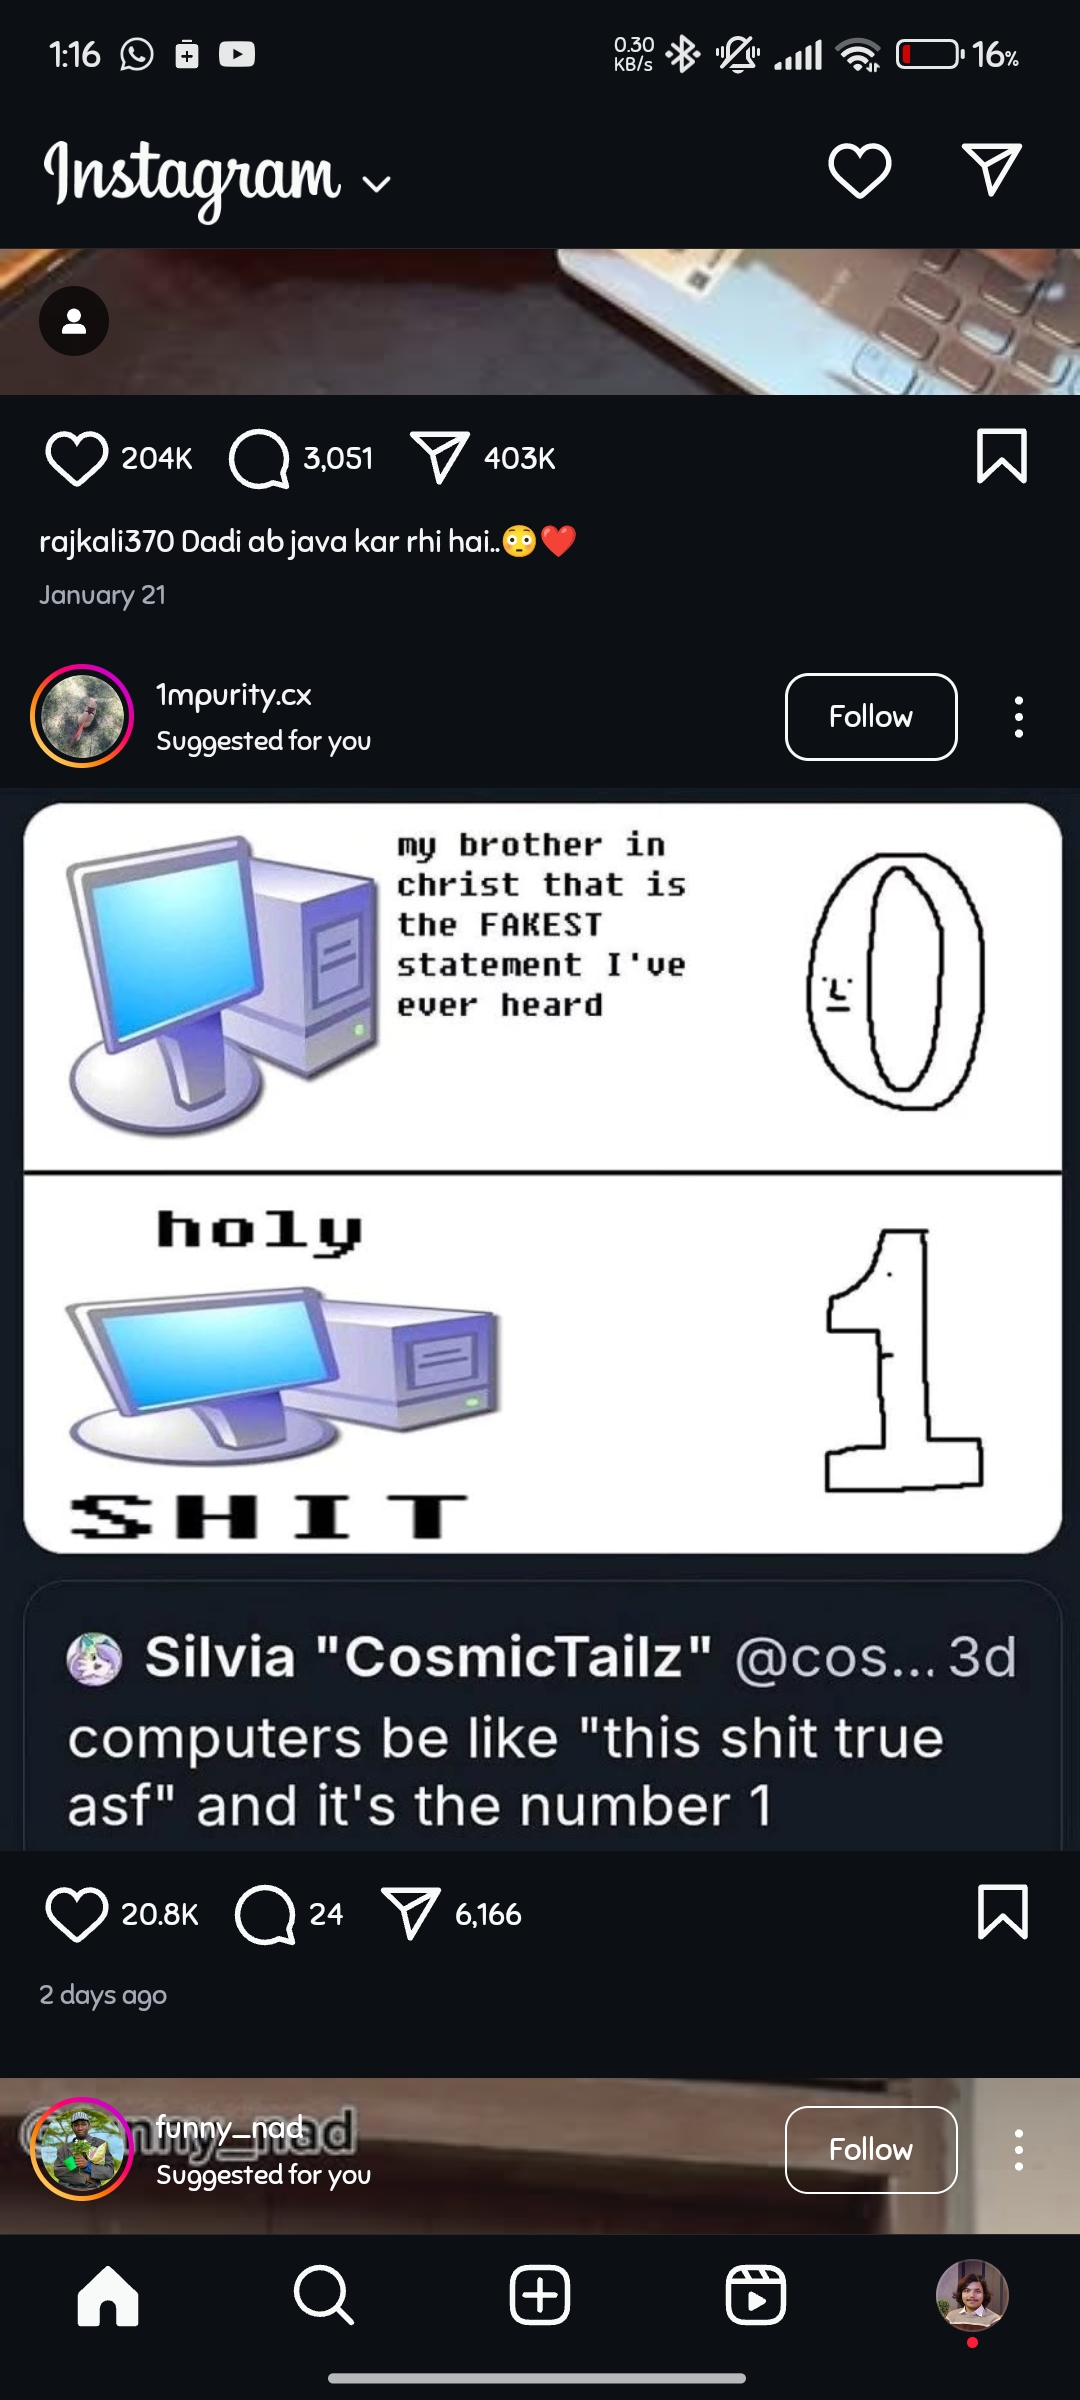 1:16
0.30
KB/s
16%
Instagram
204K 3,051 403K
rajkali370 Dadi ab java kar rhi hai..😳❤️
January 21
1mpurity.cx
Suggested for you
Follow
my brother in
christ that is
the FAKEST
statement I've
ever heard
0
holy
1
SHIT
Silvia "CosmicTailz" @cos... 3d
computers be like "this shit true
asf" and it's the number 1
20.8K 24 6,166
2 days ago
funny_nad
Suggested for you
Follow